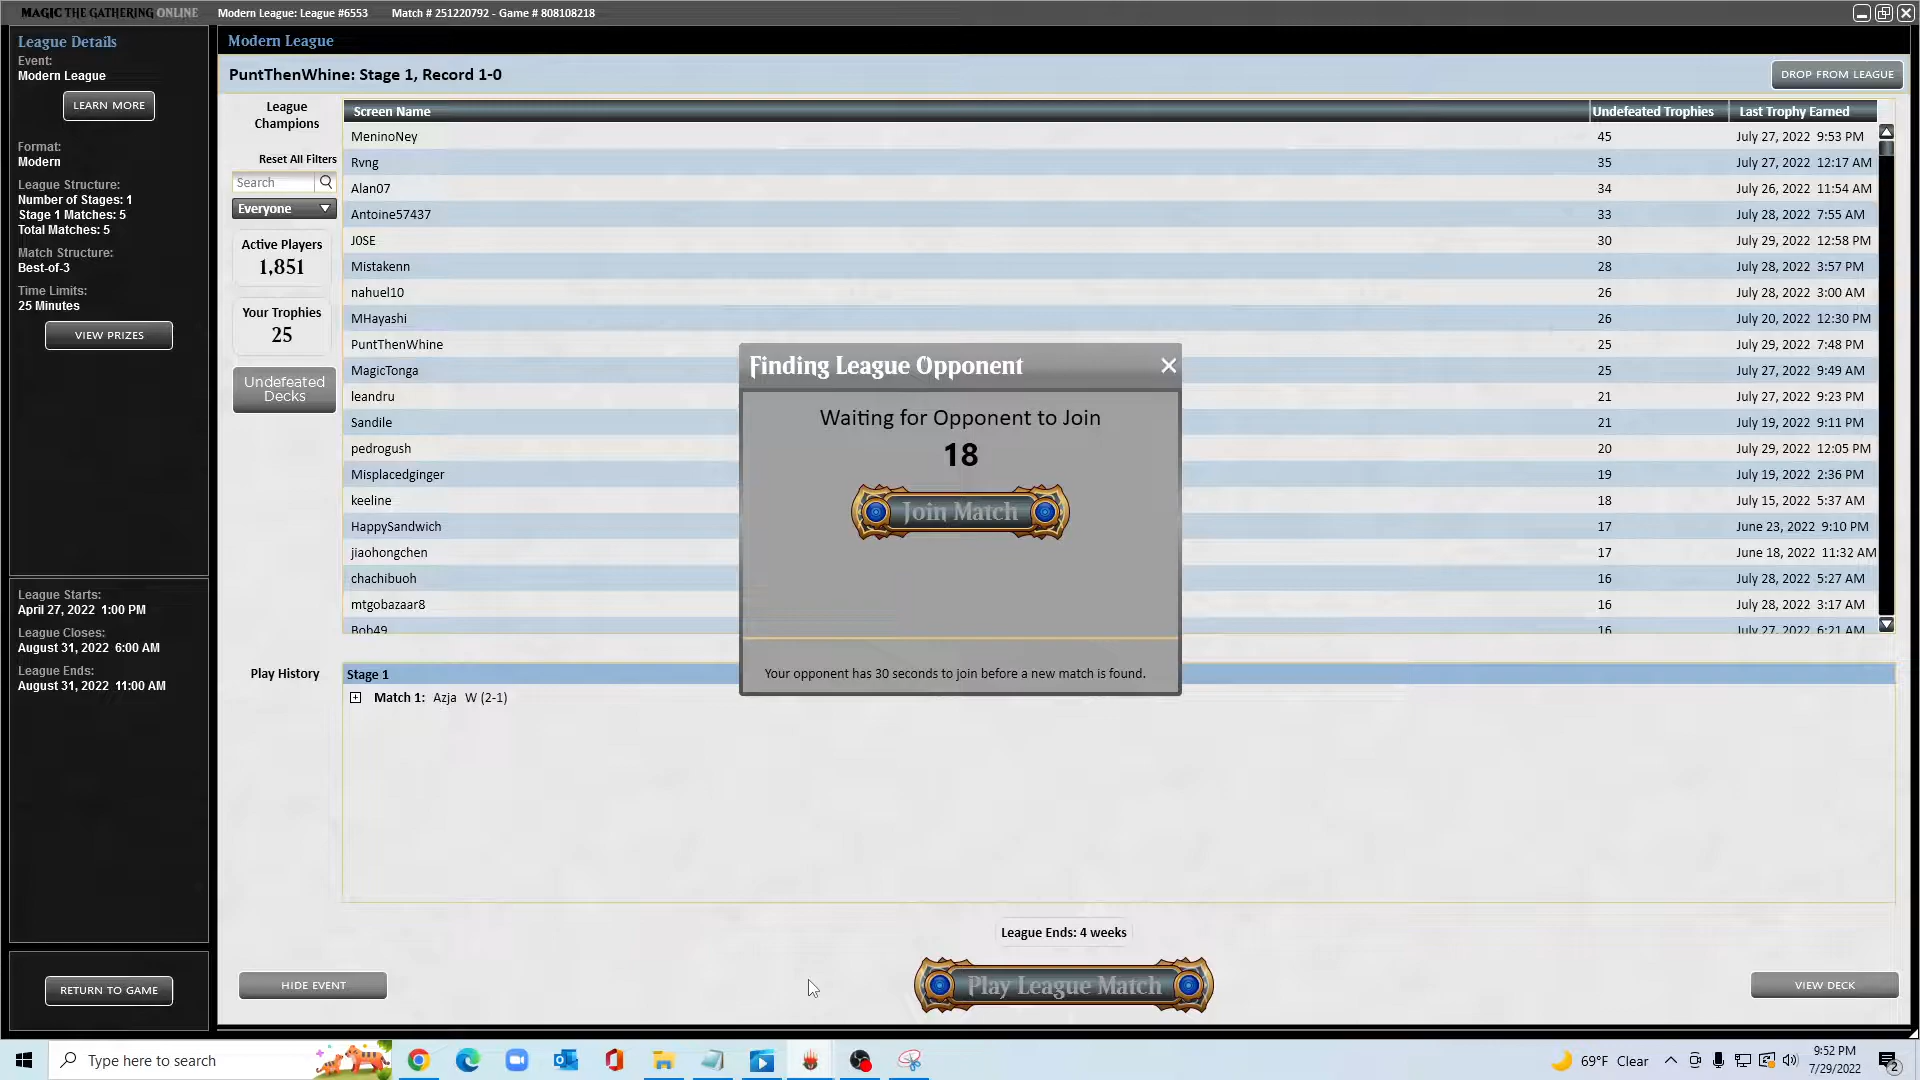 MAGIC THE GATHERING ONLINE Modern League: League #6553 Match # 251220792 - Game # 808108218
League Details
Event:
Modern League
LEARN MORE
Format:
Modern
League Structure:
Number of Stages: 1
Stage 1 Matches: 5
Total Matches: 5
Match Structure:
Best-of-3
Time Limits:
25 Minutes
VIEW PRIZES
League Starts:
April 27, 2022 1:00 PM
League Closes:
August 31, 2022 6:00 AM
League Ends:
August 31, 2022 11:00 AM
RETURN TO GAME
Modern League
PuntThenWhine: Stage 1, Record 1-0
DROP FROM LEAGUE
League
Champions
Reset All Filters
Search
Everyone
Active Players
1,851
Your Trophies
25
Undefeated
Decks
Screen Name Undefeated Trophies Last Trophy Earned
MeninoNey 45 July 27, 2022 9:53 PM
Rvng 35 July 27, 2022 12:17 AM
Alan07 34 July 26, 2022 11:54 AM
Antoine57437 33 July 28, 2022 7:55 AM
J0SE 30 July 29, 2022 12:58 PM
Mistakenn 28 July 28, 2022 3:57 PM
nahuel10 26 July 28, 2022 3:00 AM
MHayashi 26 July 20, 2022 12:30 PM
PuntThenWhine 25 July 29, 2022 7:48 PM
MagicTonga 25 July 27, 2022 9:49 AM
leandru 21 July 27, 2022 9:23 PM
Sandile 21 July 19, 2022 9:11 PM
pedrogush 20 July 29, 2022 12:05 PM
Misplacedginger 19 July 19, 2022 2:36 PM
keeline 18 July 15, 2022 5:37 AM
HappySandwich 17 June 23, 2022 9:10 PM
jiaohongchen 17 June 18, 2022 11:32 AM
chachibuoh 16 July 28, 2022 5:27 AM
mtgobazaar8 16 July 28, 2022 3:17 AM
Bob49 16 July 27, 2022 6:21 AM
Finding League Opponent
Waiting for Opponent to Join
18
Join Match
Your opponent has 30 seconds to join before a new match is found.
Play History
Stage 1
Match 1: Azja W (2-1)
League Ends: 4 weeks
HIDE EVENT
Play League Match
VIEW DECK
Type here to search
69°F Clear
9:52 PM
7/29/2022
2